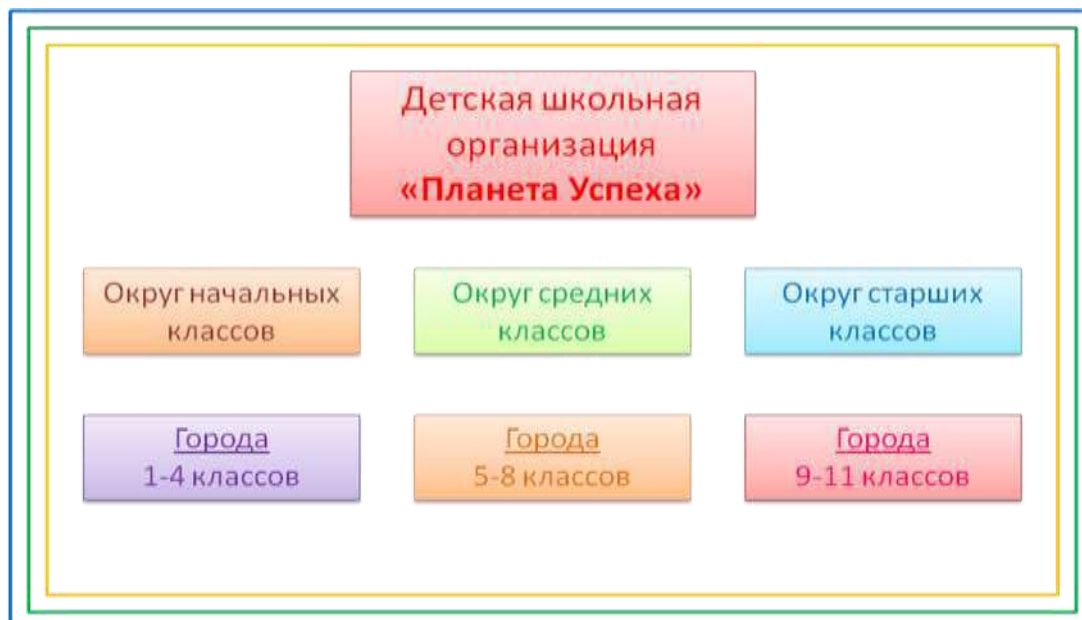 Детская школьная
организация
«Планета Успеха»
Округ начальных
классов
Округ средних
классов
Округ старших
классов
Города
1-4 классов
Города
5-8 классов
Города
9-11 классов